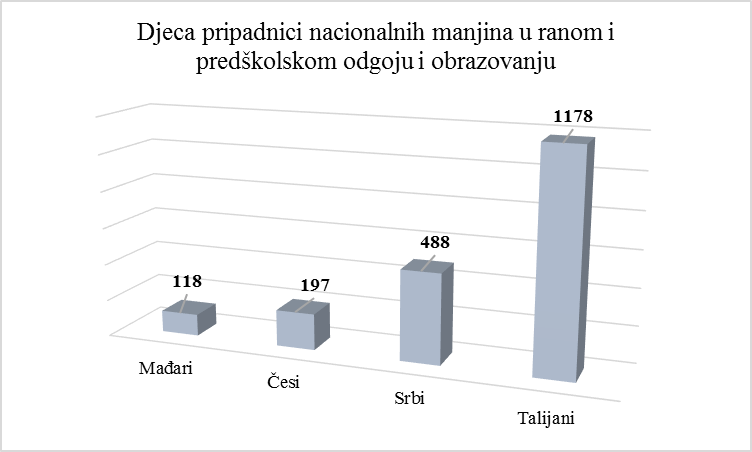 Djeca pripadnici nacionalnih manjina u ranom i
predškolskom odgoju i obrazovanju
1178
488
197
118
Mađari
Česi
Srbi
Talijani